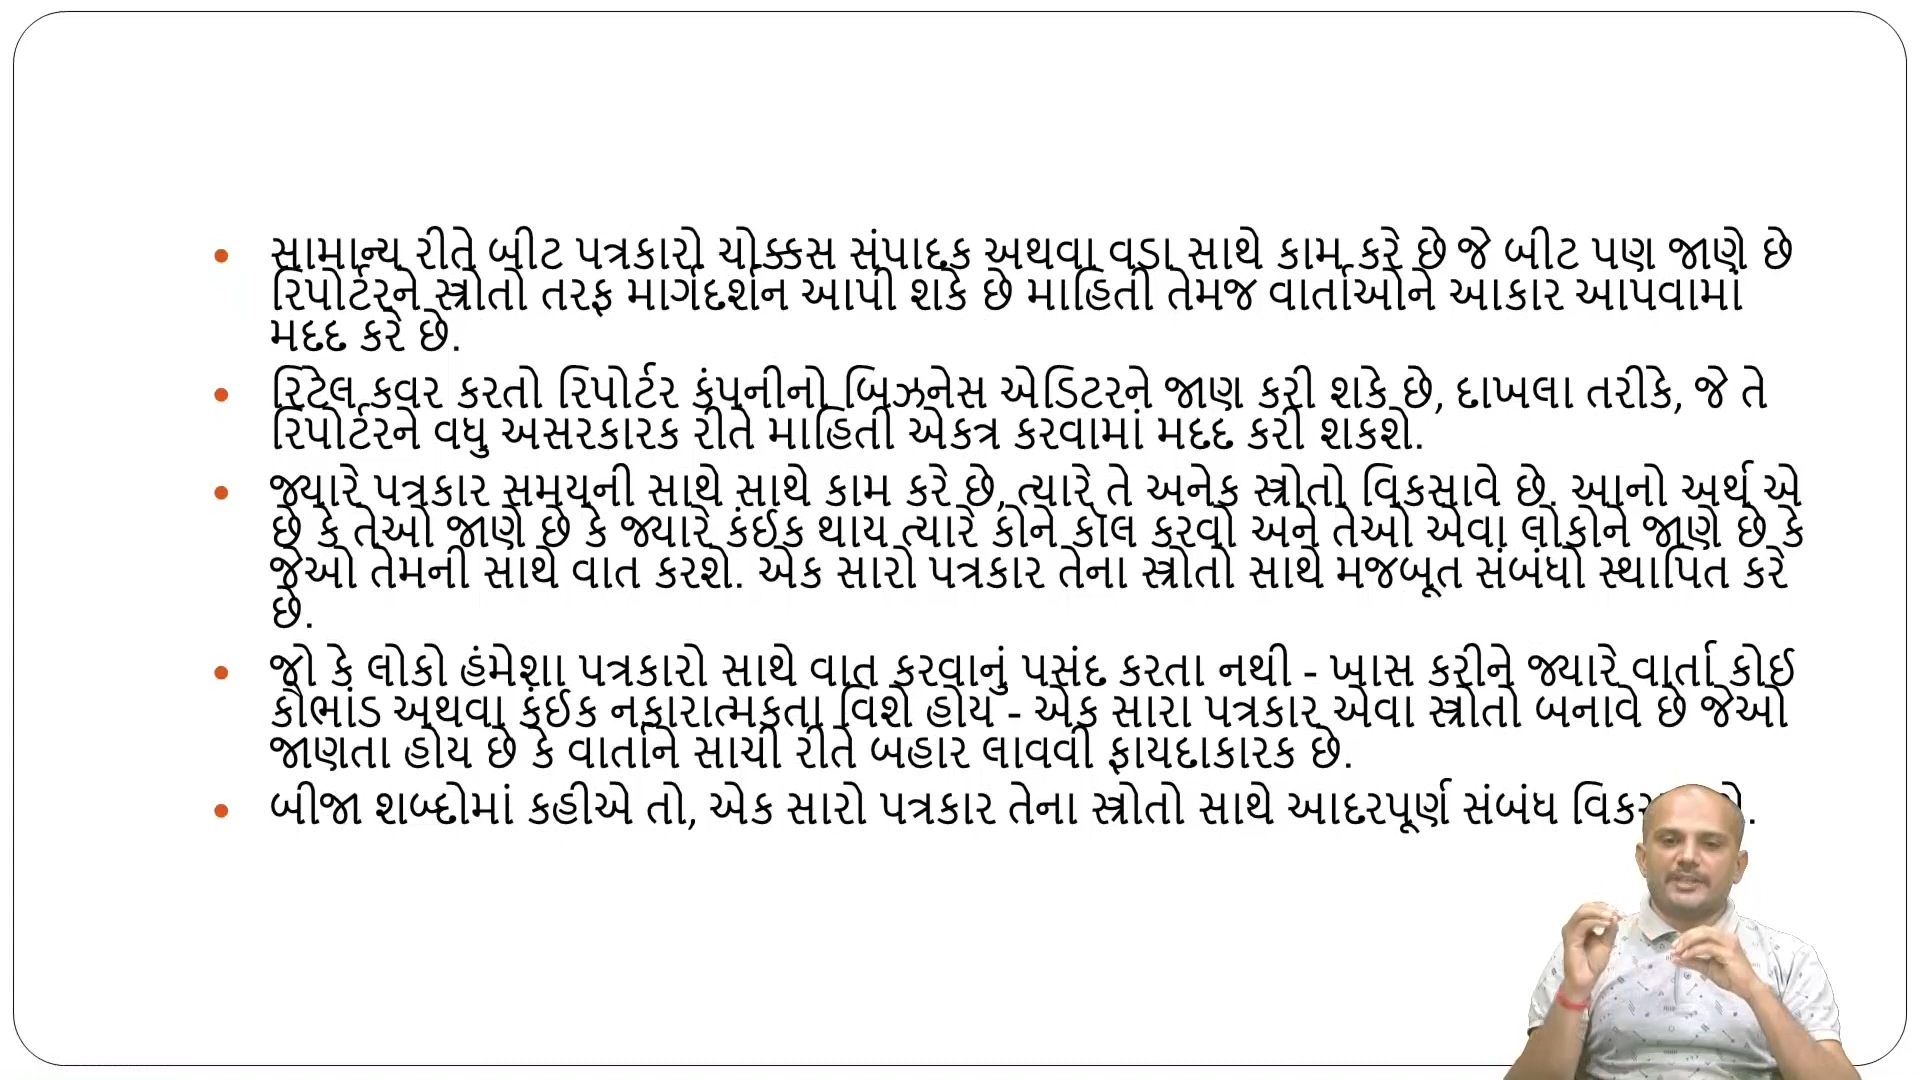 સામાન્ય રીતે બીટ પત્રકારો ચોક્કસ સંપાદક અથવા વડા સાથે કામ કરે છે જે બીટ પણ જાણે છે
રિપોર્ટરને સ્ત્રોતો તરફ માર્ગદર્શન આપી શકે છે માહિતી તેમજ વાર્તાઓને આકાર આપવામાં
મદદ કરે છે.
રિટેલ કવર કરતો રિપોર્ટર કંપનીનો બિઝનેસ એડિટરને જાણ કરી શકે છે, દાખલા તરીકે, જે તે
રિપોર્ટરને વધુ અસરકારક રીતે માહિતી એકત્ર કરવામાં મદદ કરી શકશે.
જ્યારે પત્રકાર સમયની સાથે સાથે કામ કરે છે, ત્યારે તે અનેક સ્ત્રોતો વિકસાવે છે. આનો અર્થ એ
છે કે તેઓ જાણે છે કે જ્યારે કંઈક થાય ત્યારે કોને કૉલ કરવો અને તેઓ એવા લોકોને જાણે છે કે
જેઓ તેમની સાથે વાત કરશે. એક સારો પત્રકાર તેના સ્ત્રોતો સાથે મજબૂત સંબંધો સ્થાપિત કરે
છે.
જો કે લોકો હંમેશા પત્રકારો સાથે વાત કરવાનું પસંદ કરતા નથી - ખાસ કરીને જ્યારે વાર્તા કોઈ
કૌભાંડ અથવા કંઈક નકારાત્મકતા વિશે હોય - એક સારા પત્રકાર એવા સ્ત્રોતો બનાવે છે જેઓ
જાણતા હોય છે કે વાર્તાને સાચી રીતે બહાર લાવવી ફાયદાકારક છે.
બીજા શબ્દોમાં કહીએ તો, એક સારો પત્રકાર તેના સ્ત્રોતો સાથે આદરપૂર્ણ સંબંધ